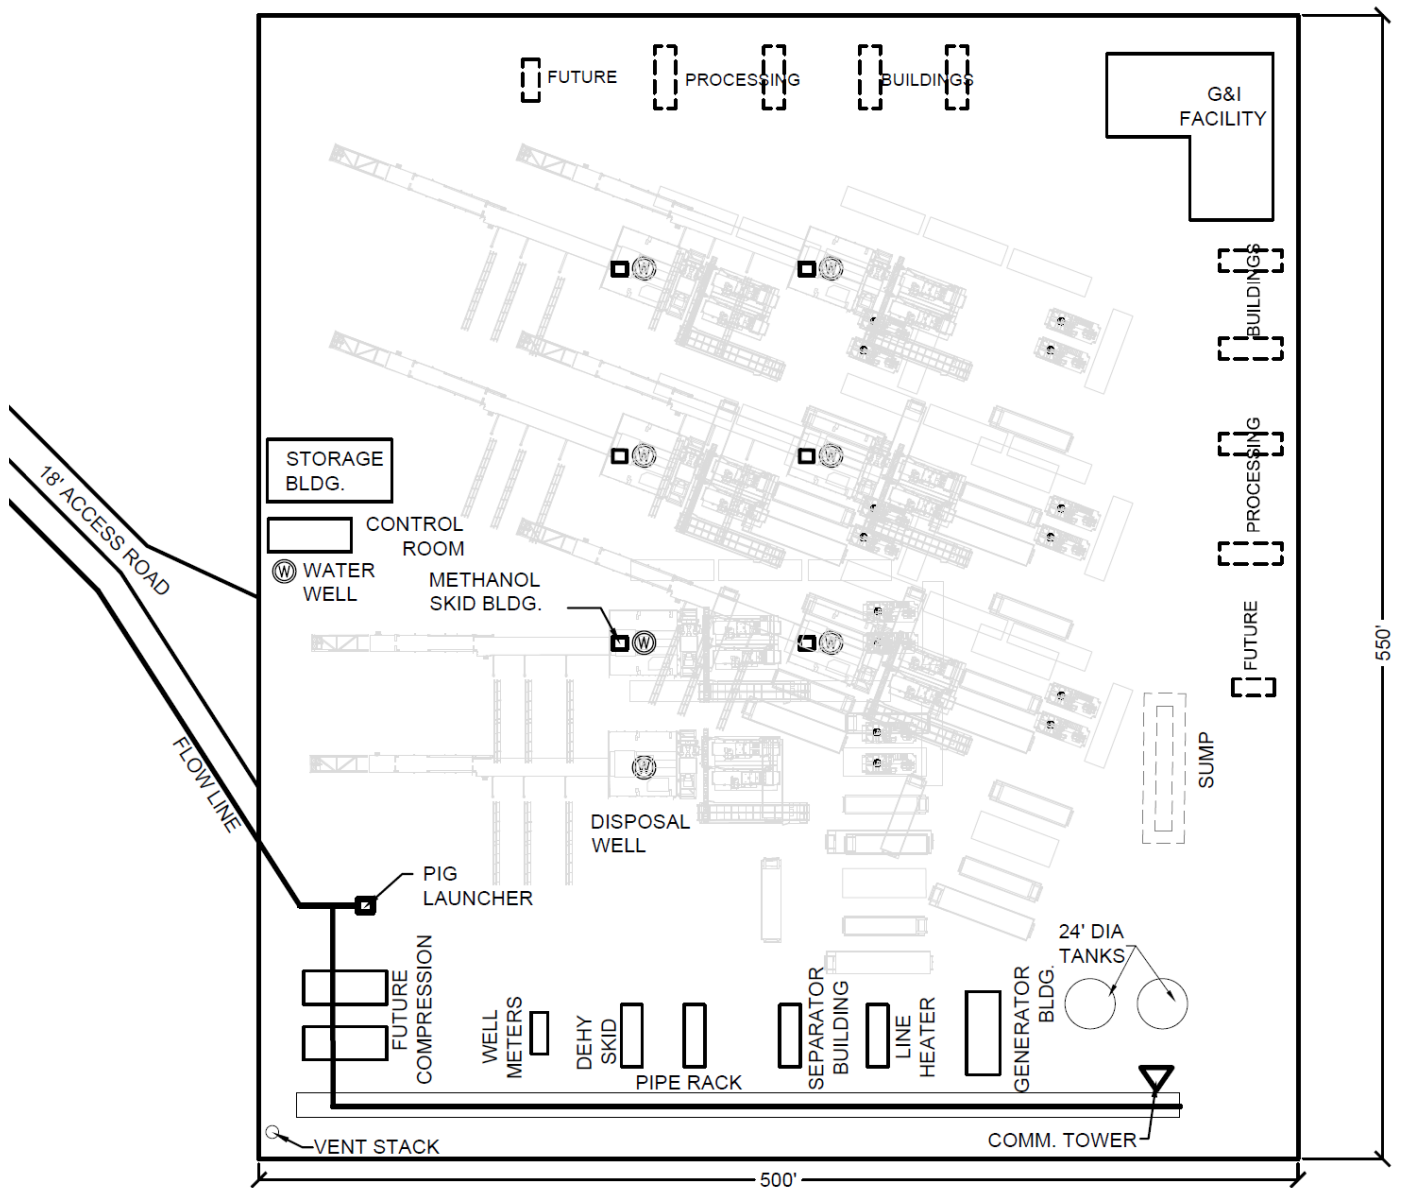 FUTURE
PROCESSING
BUILDINGS
G&I
FACILITY
W
W
BUILDINGS
W
W
PROCESSING
STORAGE
BLDG.
18' ACCESS ROAD
CONTROL
ROOM
W
WATER
WELL
METHANOL
SKID BLDG.
W
W
FUTURE
550'
SUMP
FLOW LINE
W
DISPOSAL
WELL
PIG
LAUNCHER
24' DIA
TANKS
FUTURE
COMPRESSION
WELL
METERS
DEHY
SKID
SEPARATOR
BUILDING
LINE
HEATER
GENERATOR
BLDG.
PIPE RACK
COMM. TOWER
VENT STACK
500'